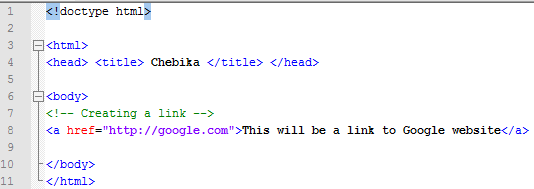 1 <!doctype html>
2
3 <html>
4 <head> <title> Chebika </title> </head>
5
6 <body>
7 <!-- Creating a link -->
8 <a href="http://google.com">This will be a link to Google website</a>
9
10 </body>
11 </html>